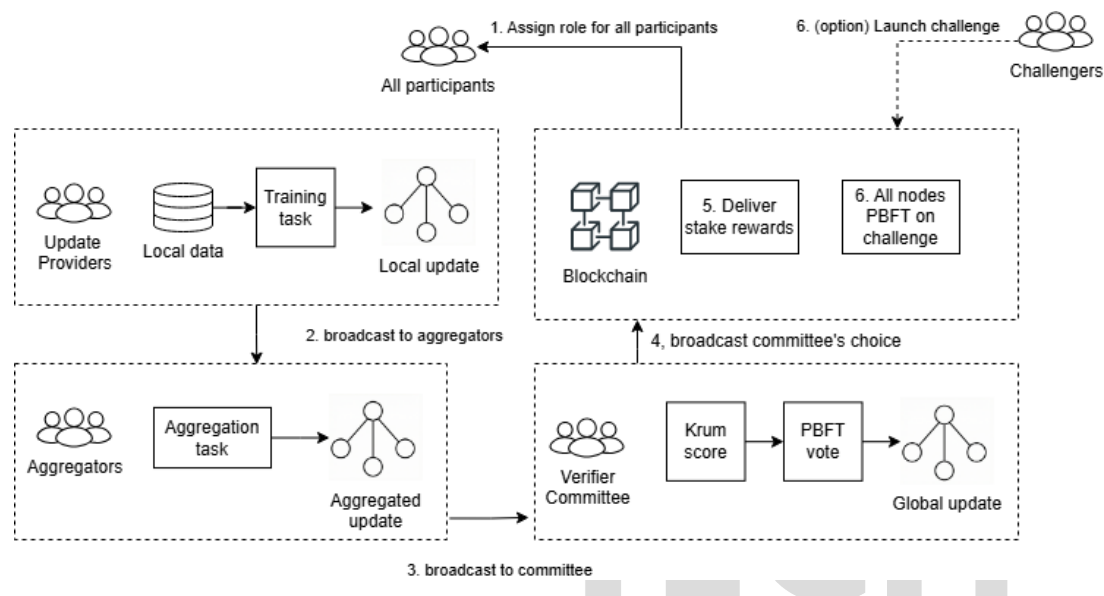 1. Assign role for all participants
6. (option) Launch challenge
All participants
Challengers
Update
Providers
Local data
Training
task
Local update
Blockchain
5. Deliver
stake rewards
6. All nodes
PBFT on
challenge
2. broadcast to aggregators
4, broadcast committee's choice
Aggregators
Aggregation
task
Aggregated
update
Verifier
Committee
Krum
score
PBFT
vote
Global update
3. broadcast to committee